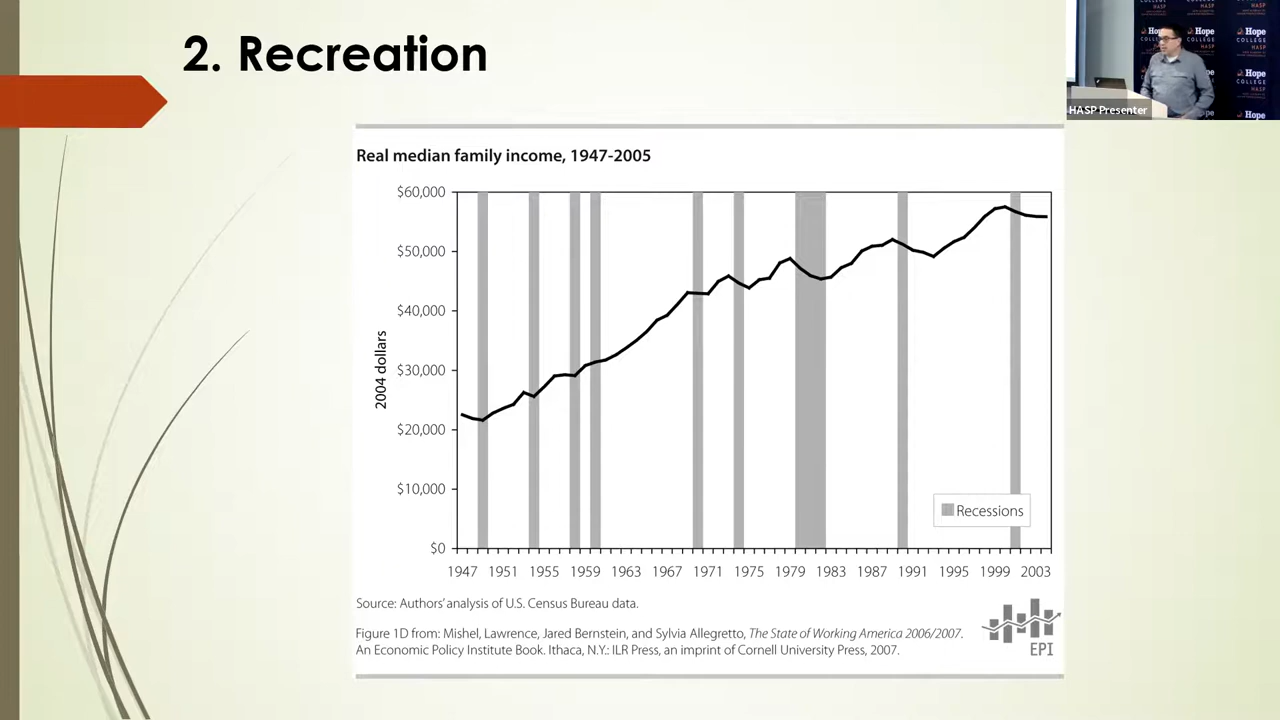 2. Recreation
HASP Presenter
Hope
COLLEGE
HASP
Real median family income, 1947-2005
$60,000
$50,000
$40,000
$30,000
$20,000
$10,000
$0
2004 dollars
Recessions
1947 1951 1955 1959 1963 1967 1971 1975 1979 1983 1987 1991 1995 1999 2003
Source: Authors' analysis of U.S. Census Bureau data.
Figure 1D from: Mishel, Lawrence, Jared Bernstein, and Sylvia Allegretto, The State of Working America 2006/2007.
An Economic Policy Institute Book. Ithaca, N.Y.: ILR Press, an imprint of Cornell University Press, 2007.
EPI